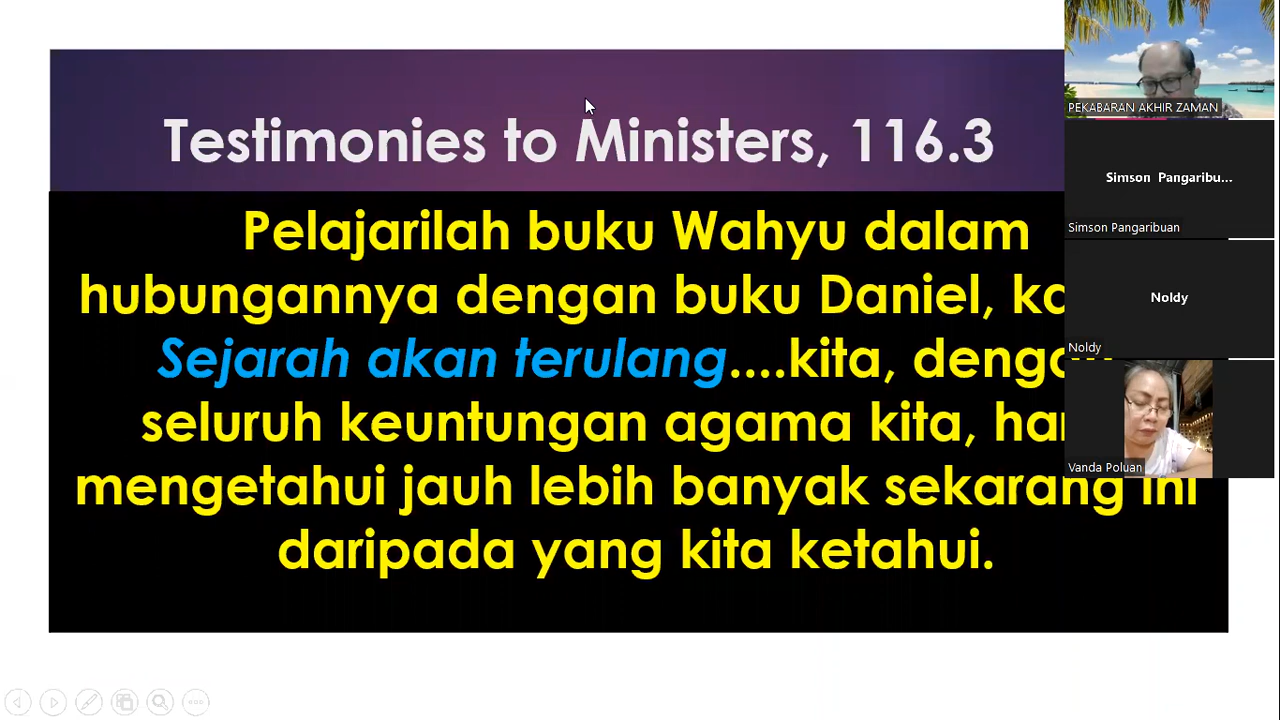 Testimonies to Ministers, 116.3
Pelajarilah buku Wahyu dalam
hubungannya dengan buku Daniel,
Sejarah akan terulang....kita,
seluruh keuntungan agama kita,
mengetahui jauh lebih banyak sekarang ini
daripada yang kita ketahui.
PEKABARAN AKHIR ZAMAN
Simson Pangaribu...
Simson Pangaribuan
Noldy
Noldy
Vanda Poluan